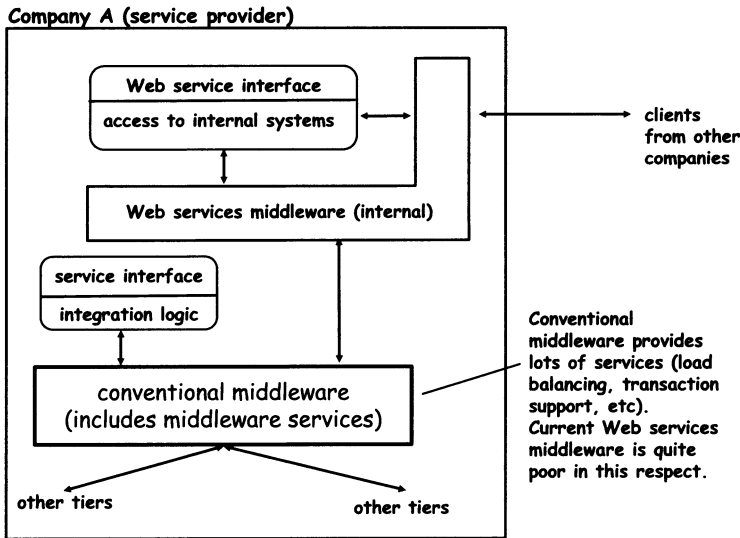 Company A (service provider)
Web service interface
access to internal systems
clients
from other
companies
Web services middleware (internal)
service interface
integration logic
Conventional
middleware provides
lots of services (load
balancing, transaction
support, etc).
Current Web services
middleware is quite
poor in this respect.
conventional middleware
(includes middleware services)
other tiers
other tiers